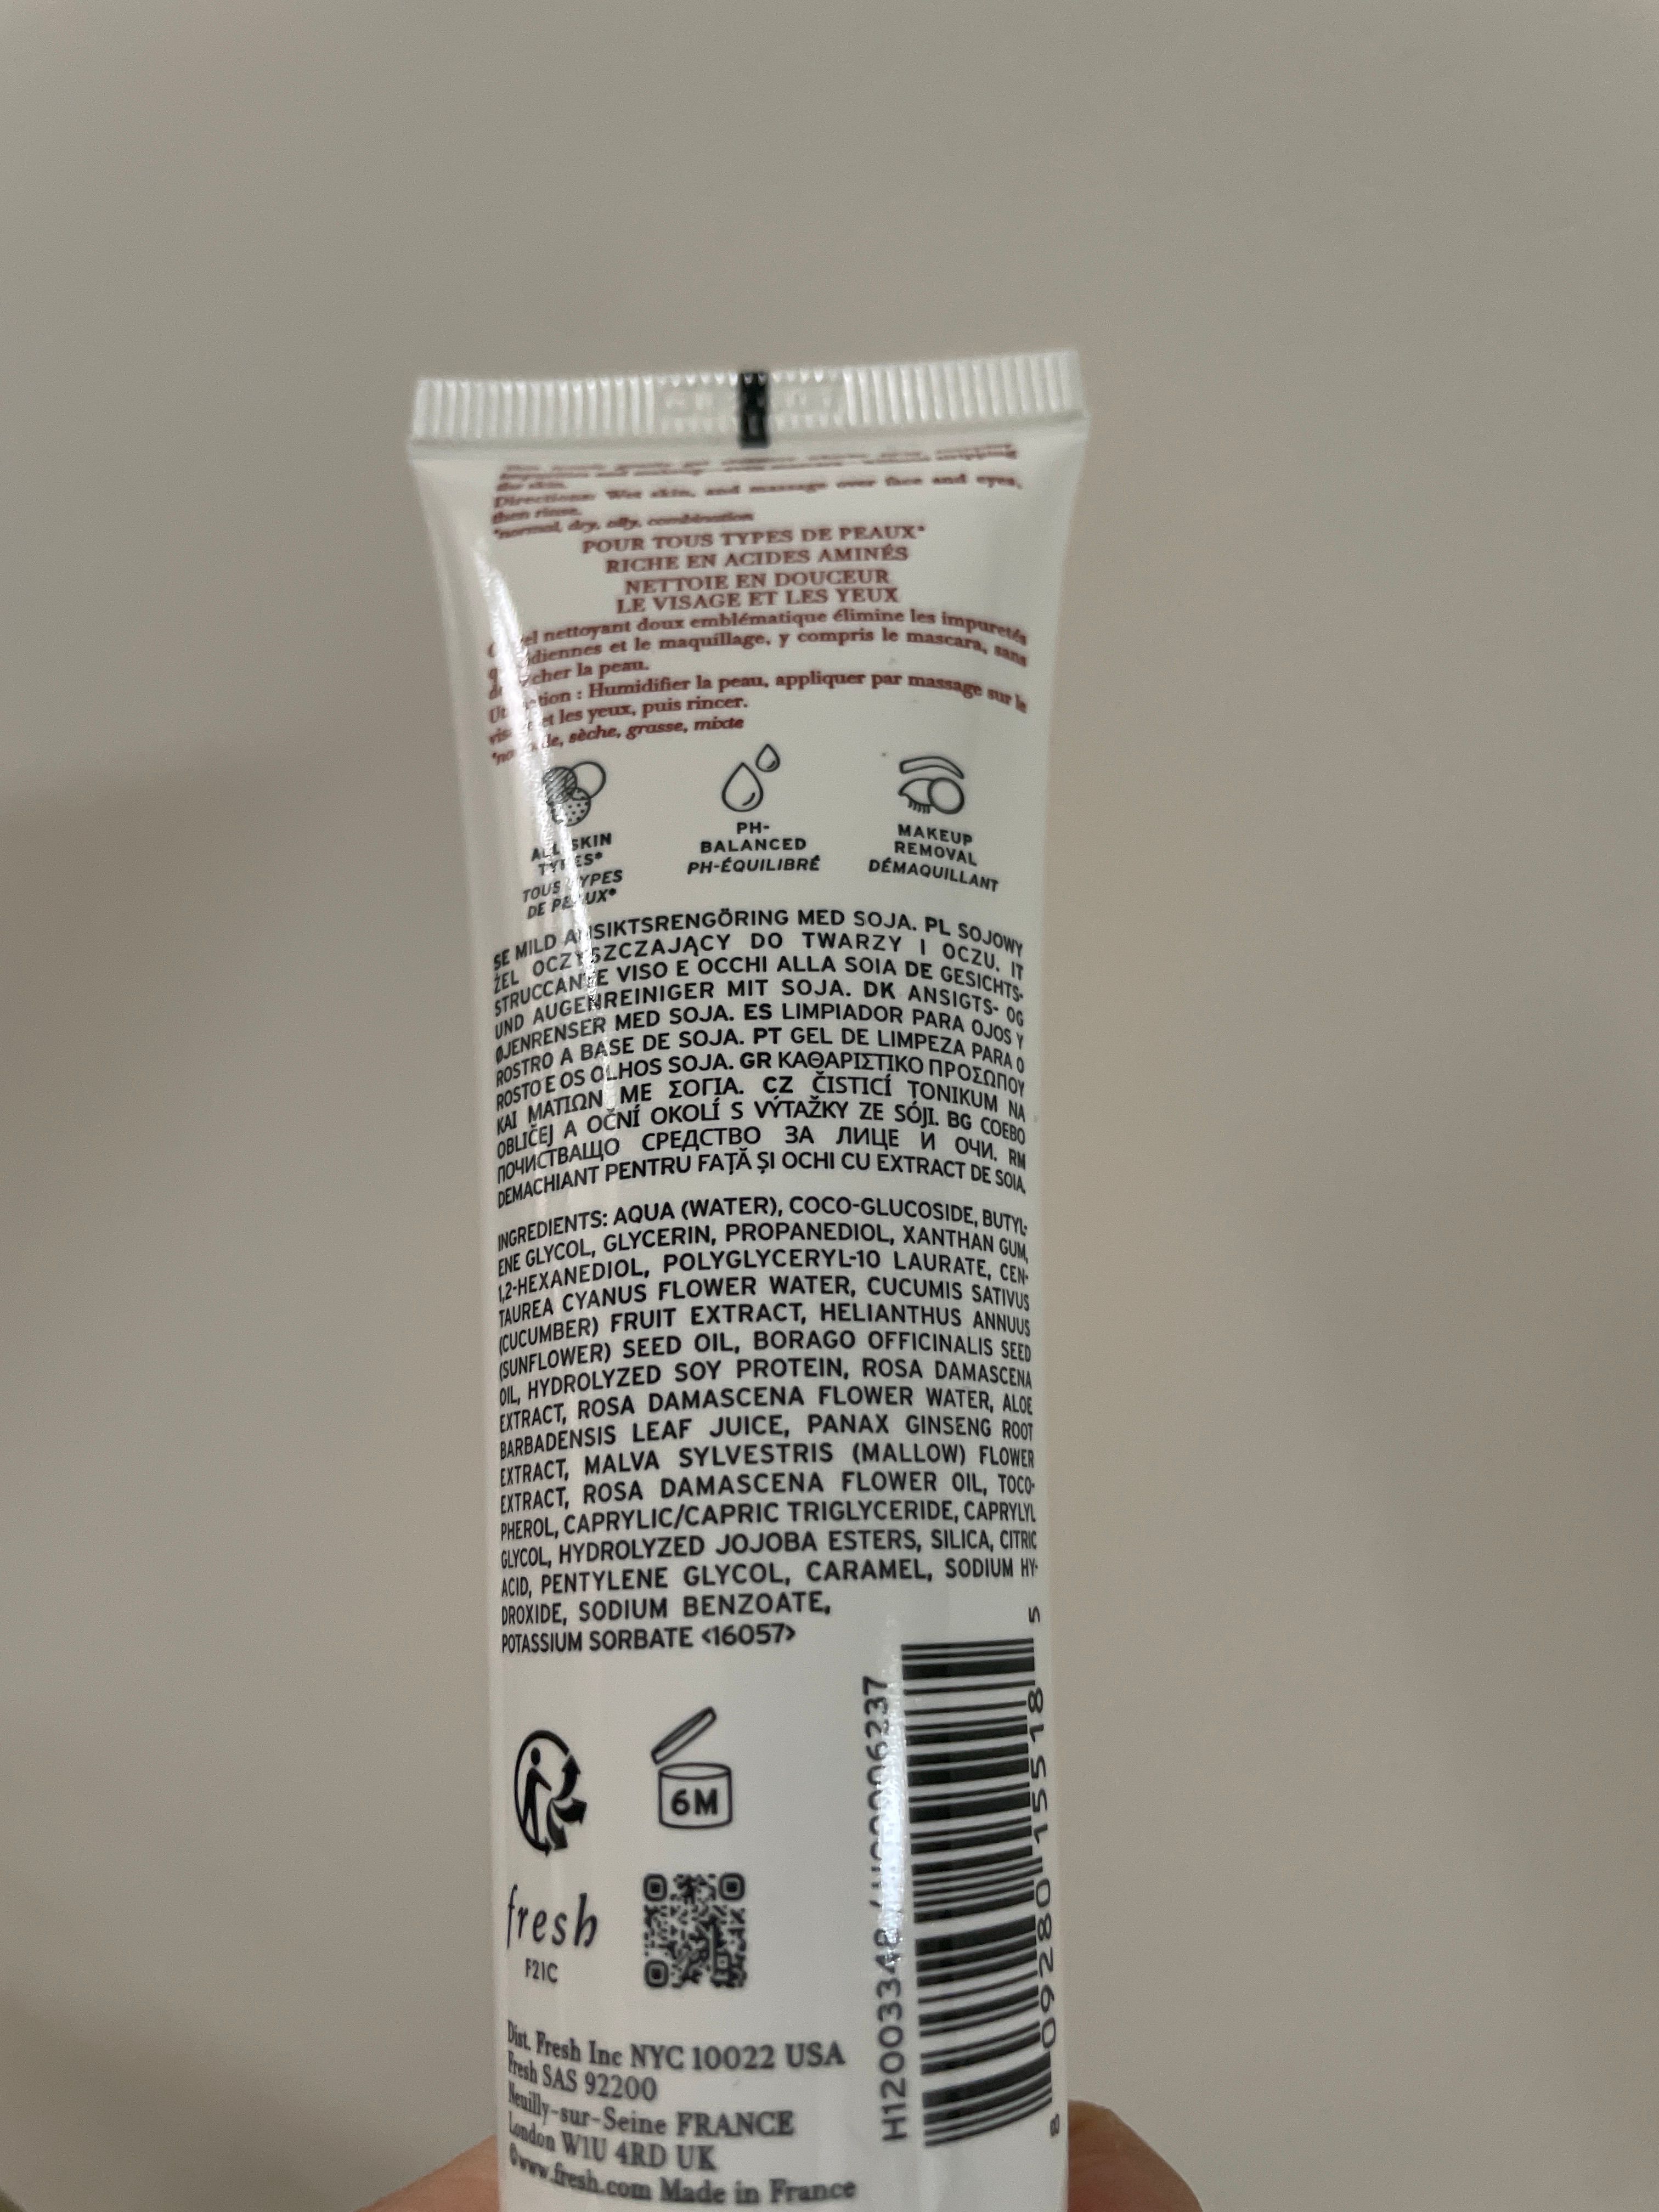 the skin.
Directions: Wet skin, and massage over face and eyes,
then rinse.
*normal, dry, oily, combination
POUR TOUS TYPES DE PEAUX*
RICHE EN ACIDES AMINÉS
NETTOIE EN DOUCEUR
LE VISAGE ET LES YEUX
nettoyant doux emblématique élimine les impuretés
et le maquillage, y compris le mascara, sans
la peau.
: Humidifier la peau, appliquer par massage sur le
et les yeux, puis rincer.
sèche, grasse, mixte
ALL SKIN
TYPES*
TOUS TYPES
DE PEAUX*
PH-
BALANCED
PH-ÉQUILIBRÉ
MAKEUP
REMOVAL
DÉMAQUILLANT
SE MILD ANSIKTSRENGÖRING MED SOJA. PL SOJOWY
ŻEL OCZYSZCZAJĄCY DO TWARZY I OCZU. IT
STRUCCANTE VISO E OCCHI ALLA SOIA DE GESICHTS-
UND AUGENREINIGER MIT SOJA. DK ANSIGTS- OG
ØJENRENSER MED SOJA. ES LIMPIADOR PARA OJOS Y
ROSTRO A BASE DE SOJA. PT GEL DE LIMPEZA PARA O
ROSTO E OS OLHOS SOJA. GR ΚΑΘΑΡΙΣΤΙΚΟ ΠΡΟΣΩΠΟΥ
ΚΑΙ ΜΑΤΙΩΝ ΜΕ ΣΟΓΙΑ. CZ ČISTICÍ TONIKUM NA
OBLIČEJ A OČNÍ OKOLÍ S VÝTAŽKY ZE SÓJI. BG СОЕВО
ПОЧИСТВАЩО СРЕДСТВО ЗА ЛИЦЕ И ОЧИ. RM
DEMACHIANT PENTRU FAȚĂ ȘI OCHI CU EXTRACT DE SOIA.
INGREDIENTS: AQUA (WATER), COCO-GLUCOSIDE, BUTYL-
ENE GLYCOL, GLYCERIN, PROPANEDIOL, XANTHAN GUM,
1,2-HEXANEDIOL, POLYGLYCERYL-10 LAURATE, CEN-
TAUREA CYANUS FLOWER WATER, CUCUMIS SATIVUS
(CUCUMBER) FRUIT EXTRACT, HELIANTHUS ANNUUS
(SUNFLOWER) SEED OIL, BORAGO OFFICINALIS SEED
OIL, HYDROLYZED SOY PROTEIN, ROSA DAMASCENA
EXTRACT, ROSA DAMASCENA FLOWER WATER, ALOE
BARBADENSIS LEAF JUICE, PANAX GINSENG ROOT
EXTRACT, MALVA SYLVESTRIS (MALLOW) FLOWER
EXTRACT, ROSA DAMASCENA FLOWER OIL, TOCO-
PHEROL, CAPRYLIC/CAPRIC TRIGLYCERIDE, CAPRYLYL
GLYCOL, HYDROLYZED JOJOBA ESTERS, SILICA, CITRIC
ACID, PENTYLENE GLYCOL, CARAMEL, SODIUM HY-
DROXIDE, SODIUM BENZOATE,
POTASSIUM SORBATE <16057>
6M
fresh
F21C
8 09280 15518 5
Dist. Fresh Inc NYC 10022 USA
Fresh SAS 92200
Neuilly-sur-Seine FRANCE
London W1U 4RD UK
©www.fresh.com Made in France